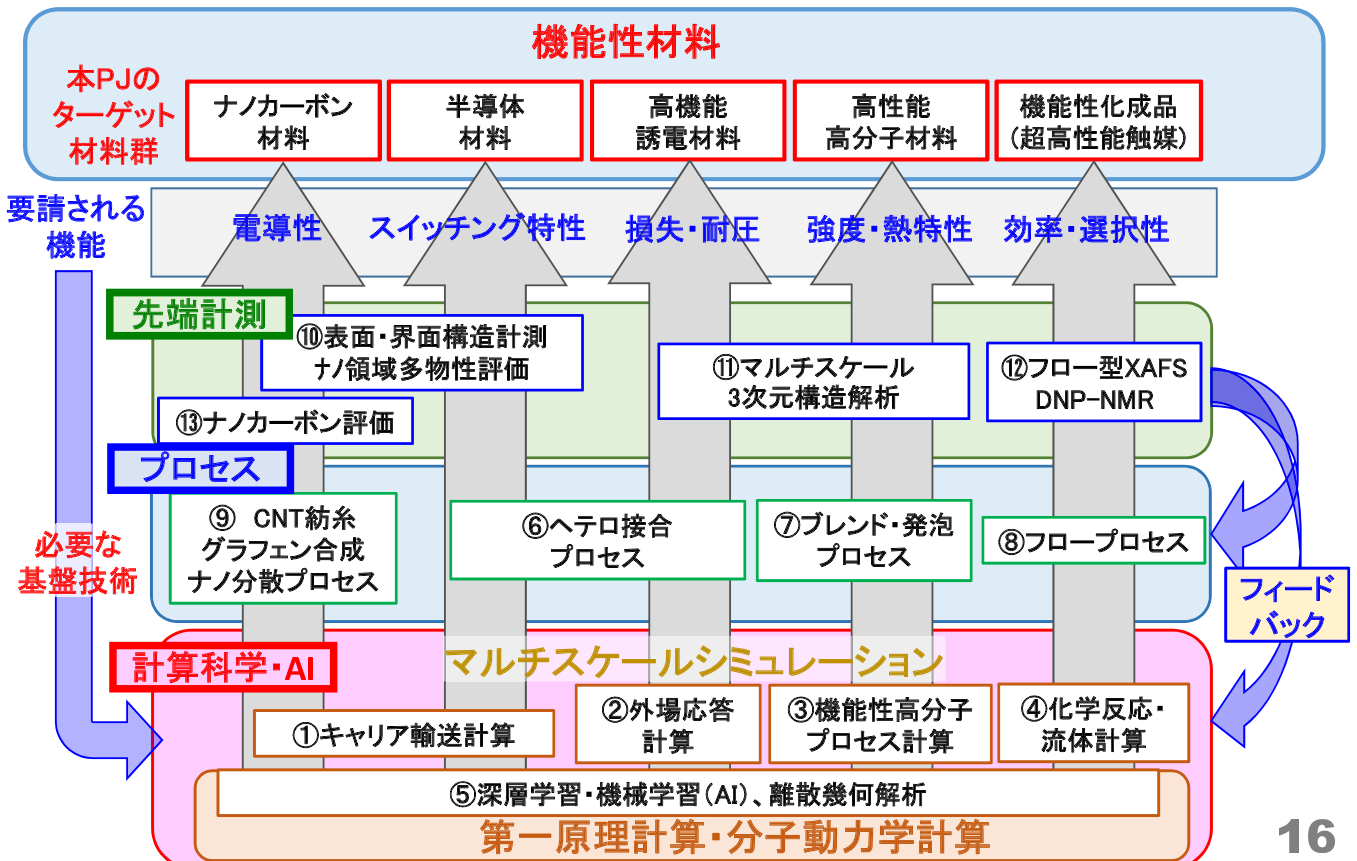 機能性材料
本PJの
ターゲット
材料群
ナノカーボン
材料
半導体
材料
高機能
誘電材料
高性能
高分子材料
機能性化成品
(超高性能触媒)
要請される
機能
電導性
スイッチング特性
損失・耐圧
強度・熱特性
効率・選択性
先端計測
⑩表面・界面構造計測
ナノ領域多物性評価
⑪マルチスケール
3次元構造解析
⑫フロー型XAFS
DNP-NMR
⑬ナノカーボン評価
プロセス
⑨ CNT紡糸
グラフェン合成
ナノ分散プロセス
⑥ヘテロ接合
プロセス
⑦ブレンド・発泡
プロセス
⑧フロープロセス
必要な
基盤技術
フィード
バック
計算科学・AI
マルチスケールシミュレーション
①キャリア輸送計算
②外場応答
計算
③機能性高分子
プロセス計算
④化学反応・
流体計算
⑤深層学習・機械学習(AI)、離散幾何解析
第一原理計算・分子動力学計算
16